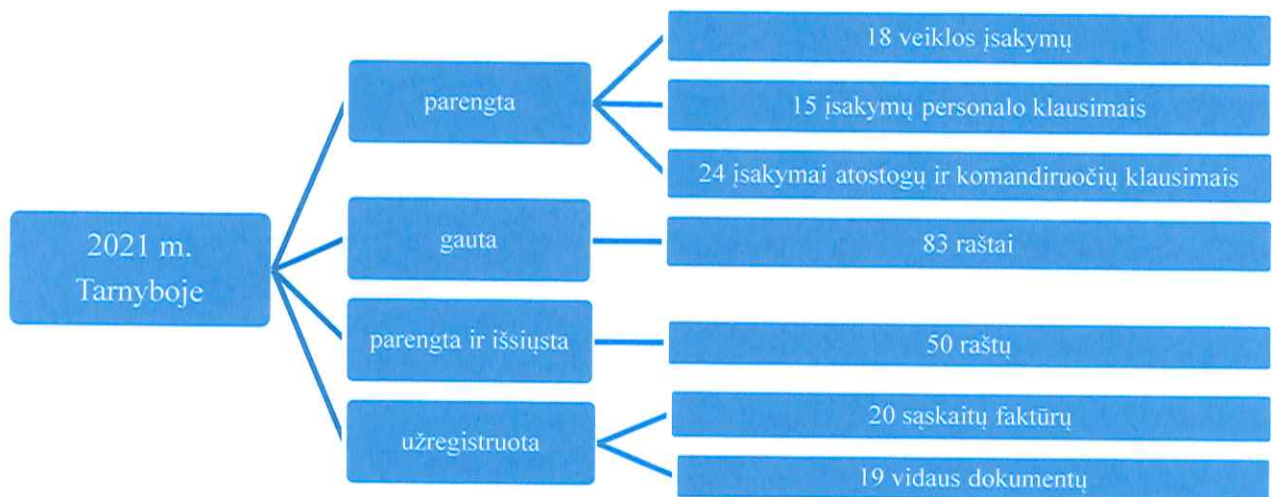 2021 m.
Tarnyboje
parengta
18 veiklos įsakymų
15 įsakymų personalo klausimais
24 įsakymai atostogų ir komandiruočių klausimais
gauta
83 raštai
parengta ir išsiųsta
50 raštų
užregistruota
20 sąskaitų faktūrų
19 vidaus dokumentų